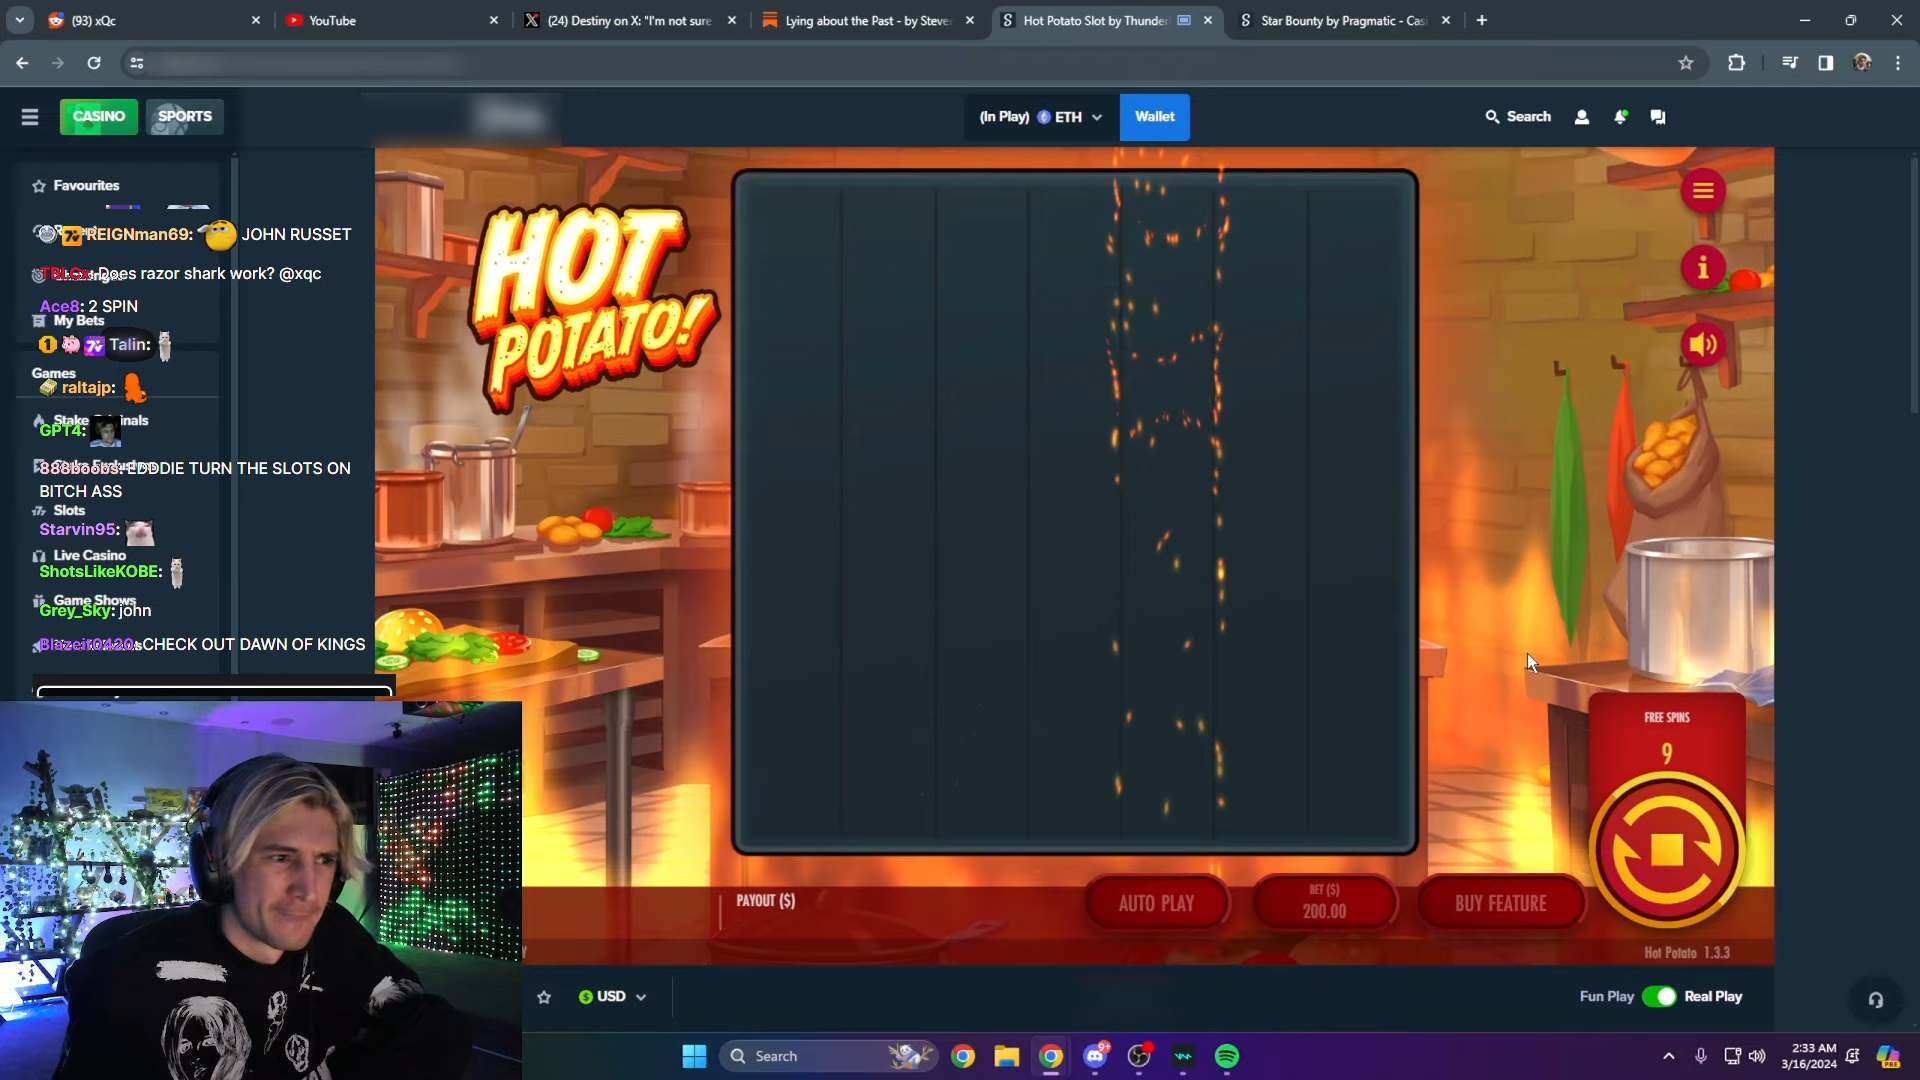 (93) xQc
YouTube
(24) Destiny on X: "I'm not sure
Lying about the Past - by Steve
Hot Potato Slot by Thunder
Star Bounty by Pragmatic - Cas
CASINO
SPORTS
(In Play) ETH
Wallet
Search
Favourites
REIGNman69: JOHN RUSSET
TBLCx: Does razor shark work? @xqc
Ace8: 2 SPIN
My Bets
Talin:
Games
raltajp:
GPT4:
888boobs: EDDDIE TURN THE SLOTS ON
BITCH ASS
Slots
Starvin95:
Live Casino
ShotsLikeKOBE:
Game Shows
Grey_Sky: john
Blazeit0420: CHECK OUT DAWN OF KINGS
HOT
POTATO!
FREE SPINS
9
PAYOUT ($)
AUTO PLAY
BET ($)
200.00
BUY FEATURE
Hot Potato 1.3.3
USD
Fun Play
Real Play
Search
9+
2:33 AM
3/16/2024